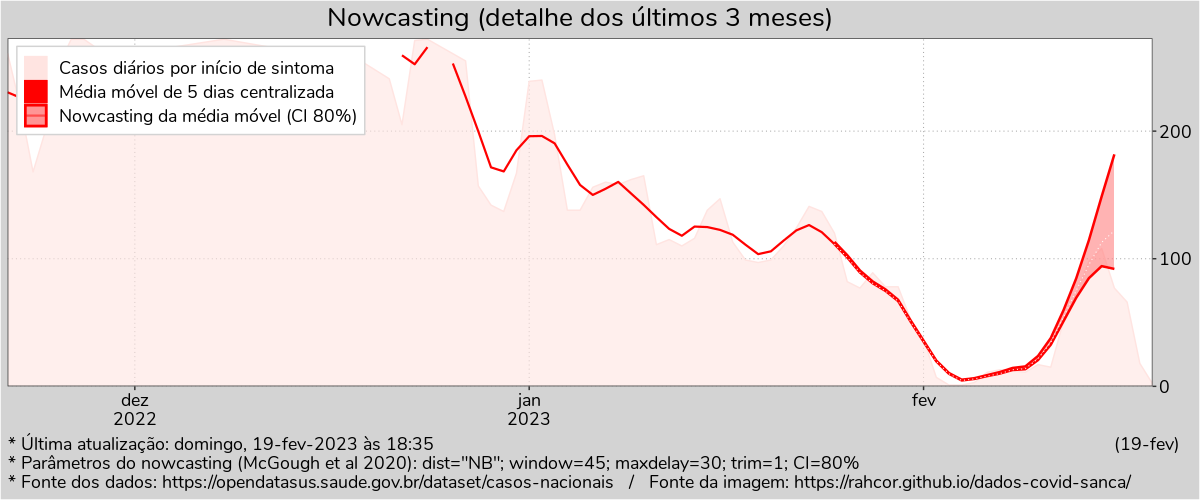 Nowcasting (detalhe dos últimos 3 meses)
Casos diários por início de sintoma
Média móvel de 5 dias centralizada
Nowcasting da média móvel (CI 80%)
200
100
0
dez
2022
jan
2023
fev
* Última atualização: domingo, 19-fev-2023 às 18:35
(19-fev)
* Parâmetros do nowcasting (McGough et al 2020): dist="NB"; window=45; maxdelay=30; trim=1; CI=80%
* Fonte dos dados: https://opendatasus.saude.gov.br/dataset/casos-nacionais / Fonte da imagem: https://rahcor.github.io/dados-covid-sanca/